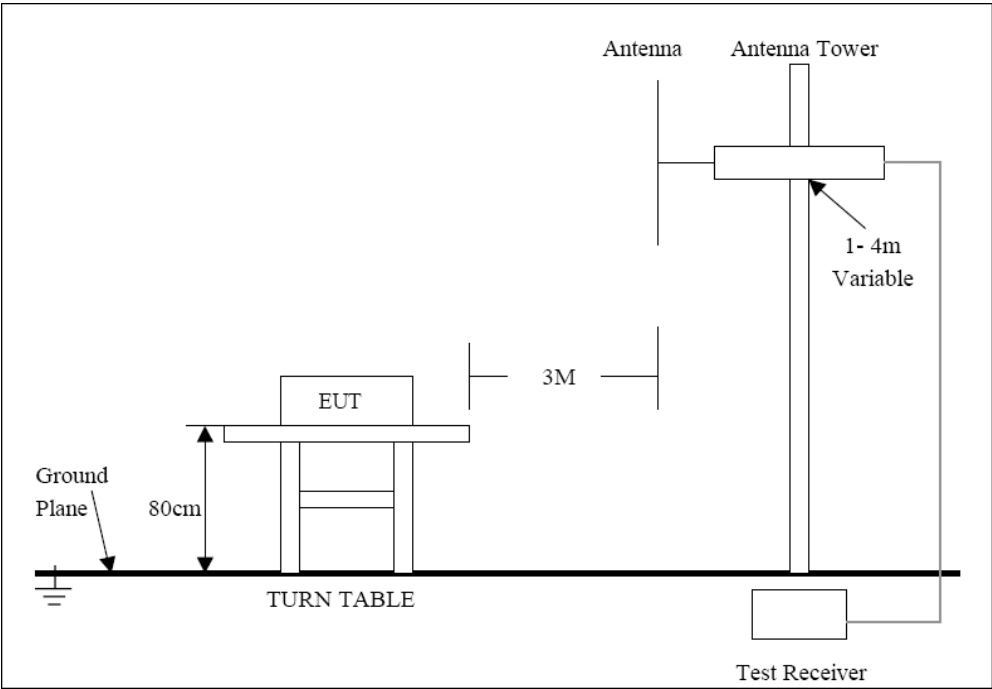 Antenna
Antenna Tower
1- 4m
Variable
3M
EUT
Ground
Plane
80cm
TURN TABLE
Test Receiver